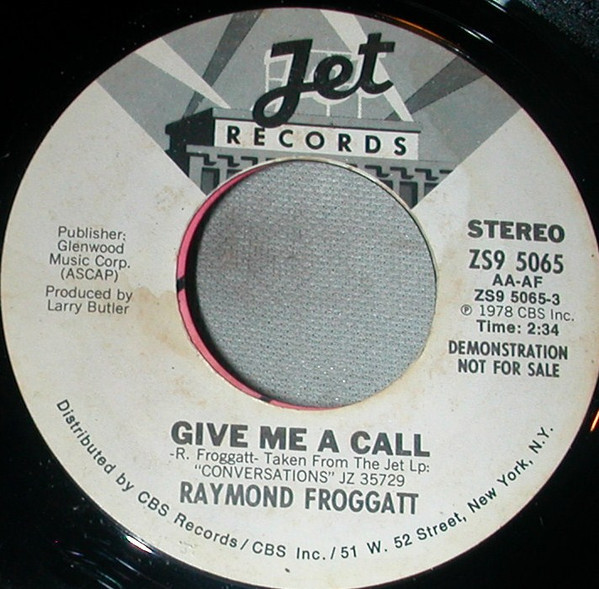 Jet
RECORDS
Publisher:
Glenwood
Music Corp.
(ASCAP)
Produced by
Larry Butler
STEREO
ZS9 5065
AA-AF
ZS9 5065-3
℗ 1978 CBS Inc.
Time: 2:34
DEMONSTRATION
NOT FOR SALE
GIVE ME A CALL
-R. Froggatt- Taken From The Jet Lp:
"CONVERSATIONS" JZ 35729
RAYMOND FROGGATT
Distributed by CBS Records/CBS Inc./51 W. 52 Street, New York, N.Y.